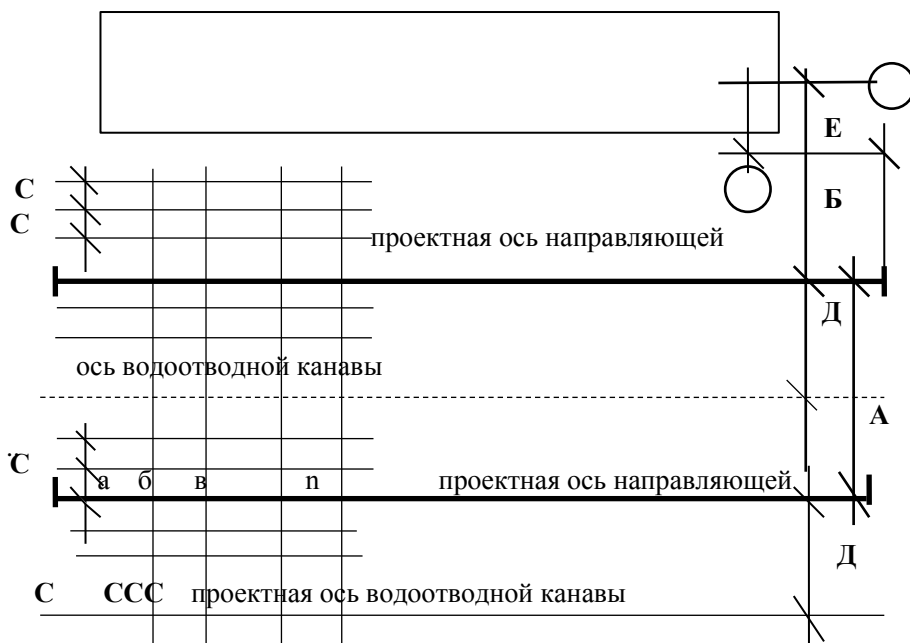 Е
С
Б
С
проектная ось направляющей
Д
ось водоотводной канавы
А
С
а б в n проектная ось направляющей
Д
С ССС проектная ось водоотводной канавы